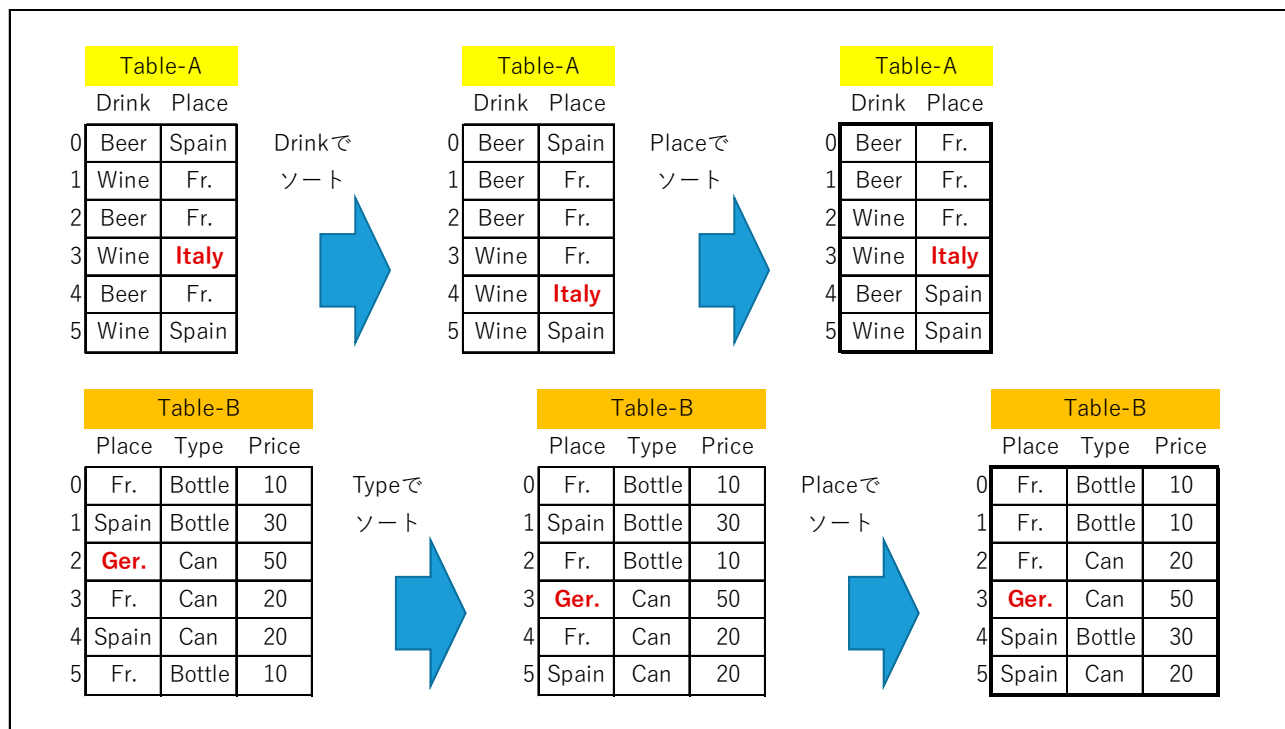 Table-A
Drink Place
0 Beer Spain
1 Wine Fr.
2 Beer Fr.
3 Wine Italy
4 Beer Fr.
5 Wine Spain
Drinkで
ソート
Table-A
Drink Place
0 Beer Spain
1 Beer Fr.
2 Beer Fr.
3 Wine Fr.
4 Wine Italy
5 Wine Spain
Placeで
ソート
Table-A
Drink Place
0 Beer Fr.
1 Beer Fr.
2 Wine Fr.
3 Wine Italy
4 Beer Spain
5 Wine Spain
Table-B
Place Type Price
0 Fr. Bottle 10
1 Spain Bottle 30
2 Ger. Can 50
3 Fr. Can 20
4 Spain Can 20
5 Fr. Bottle 10
Typeで
ソート
Table-B
Place Type Price
0 Fr. Bottle 10
1 Spain Bottle 30
2 Fr. Bottle 10
3 Ger. Can 50
4 Fr. Can 20
5 Spain Can 20
Placeで
ソート
Table-B
Place Type Price
0 Fr. Bottle 10
1 Fr. Bottle 10
2 Fr. Can 20
3 Ger. Can 50
4 Spain Bottle 30
5 Spain Can 20